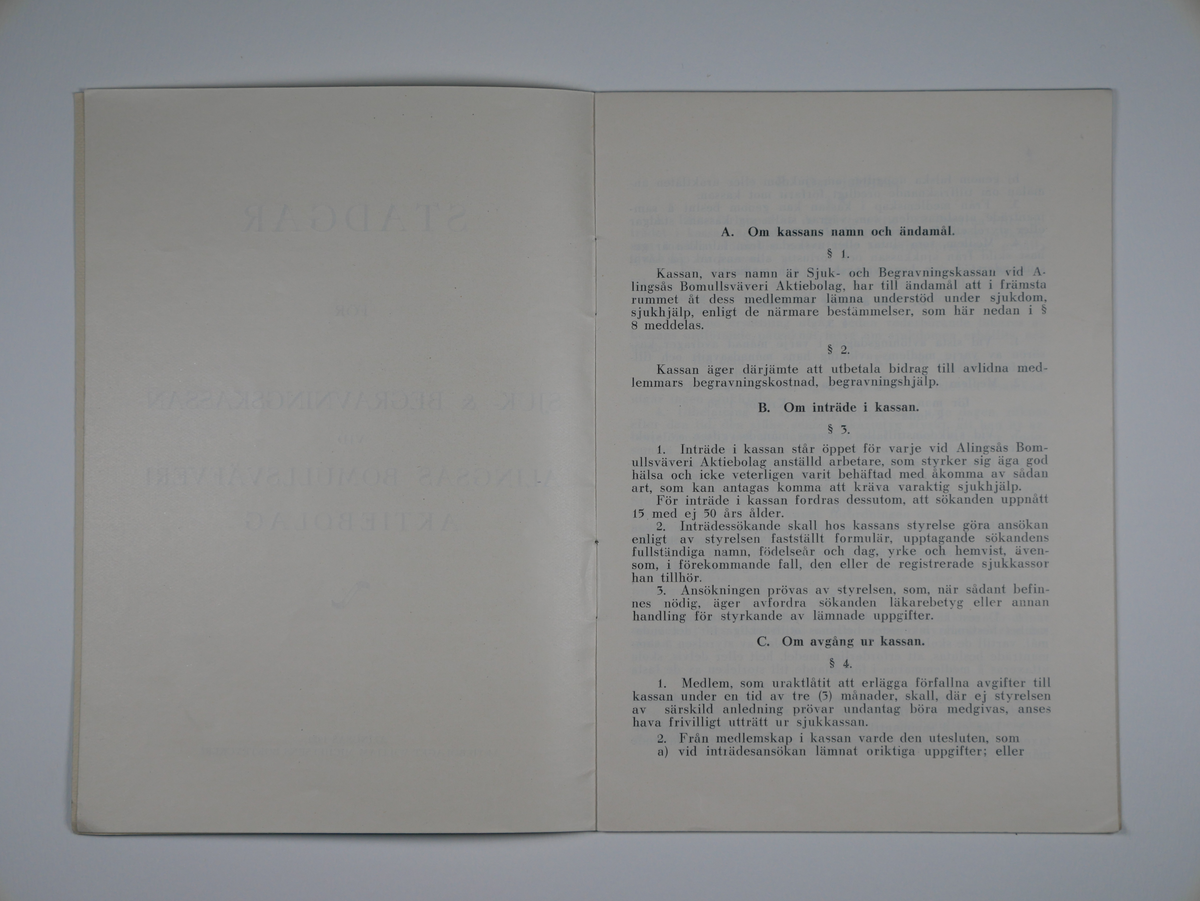 A. Om kassans namn och ändamål.
§ 1.
Kassan, vars namn är Sjuk- och Begravningskassan vid A-
lingsås Bomullsväveri Aktiebolag, har till ändamål att i främsta
rummet åt dess medlemmar lämna understöd under sjukdom,
sjukhjälp, enligt de närmare bestämmelser, som här nedan i §
8 meddelas.
§ 2.
Kassan äger därjämte att utbetala bidrag till avlidna med-
lemmars begravningskostnad, begravningshjälp.
B. Om inträde i kassan.
§ 3.
1. Inträde i kassan står öppet för varje vid Alingsås Bom-
ullsväveri Aktiebolag anställd arbetare, som styrker sig äga god
hälsa och icke veterligen varit behäftad med åkomma av sådan
art, som kan antagas komma att kräva varaktig sjukhjälp.
För inträde i kassan fordras dessutom, att sökanden uppnått
15 med ej 50 års ålder.
2. Inträdessökande skall hos kassans styrelse göra ansökan
enligt av styrelsen fastställt formulär, upptagande sökandens
fullständiga namn, födelseår och dag, yrke och hemvist, även-
som, i förekommande fall, den eller de registrerade sjukkassor
han tillhör.
3. Ansökningen prövas av styrelsen, som, när sådant befin-
nes nödig, äger avfordra sökanden läkarebetyg eller annan
handling för styrkande av lämnade uppgifter.
C. Om avgång ur kassan.
§ 4.
1. Medlem, som uraktlåtit att erlägga förfallna avgifter till
kassan under en tid av tre (3) månader, skall, där ej styrelsen
av särskild anledning prövar undantag böra medgivas, anses
hava frivilligt utträtt ur sjukkassan.
2. Från medlemskap i kassan varde den utesluten, som
a) vid inträdesansökan lämnat oriktiga uppgifter; eller